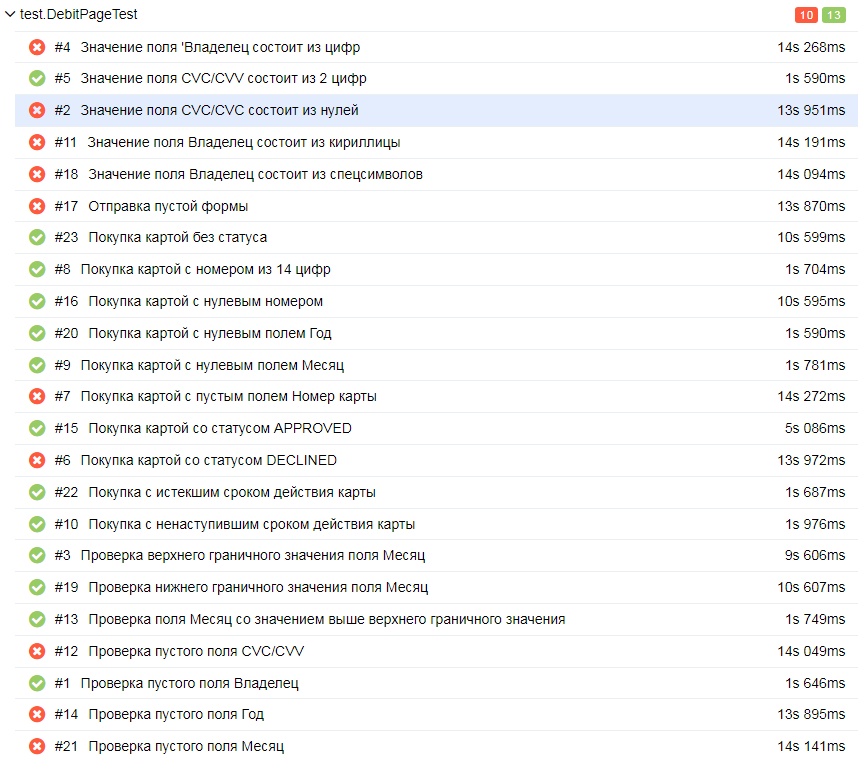 test.DebitPageTest 10 13
#4 Значение поля 'Владелец состоит из цифр 14s 268ms
#5 Значение поля CVC/CVV состоит из 2 цифр 1s 590ms
#2 Значение поля CVC/CVC состоит из нулей 13s 951ms
#11 Значение поля Владелец состоит из кириллицы 14s 191ms
#18 Значение поля Владелец состоит из спецсимволов 14s 094ms
#17 Отправка пустой формы 13s 870ms
#23 Покупка картой без статуса 10s 599ms
#8 Покупка картой с номером из 14 цифр 1s 704ms
#16 Покупка картой с нулевым номером 10s 595ms
#20 Покупка картой с нулевым полем Год 1s 590ms
#9 Покупка картой с нулевым полем Месяц 1s 781ms
#7 Покупка картой с пустым полем Номер карты 14s 272ms
#15 Покупка картой со статусом APPROVED 5s 086ms
#6 Покупка картой со статусом DECLINED 13s 972ms
#22 Покупка с истекшим сроком действия карты 1s 687ms
#10 Покупка с ненаступившим сроком действия карты 1s 976ms
#3 Проверка верхнего граничного значения поля Месяц 9s 606ms
#19 Проверка нижнего граничного значения поля Месяц 10s 607ms
#13 Проверка поля Месяц со значением выше верхнего граничного значения 1s 749ms
#12 Проверка пустого поля CVC/CVV 14s 049ms
#1 Проверка пустого поля Владелец 1s 646ms
#14 Проверка пустого поля Год 13s 895ms
#21 Проверка пустого поля Месяц 14s 141ms